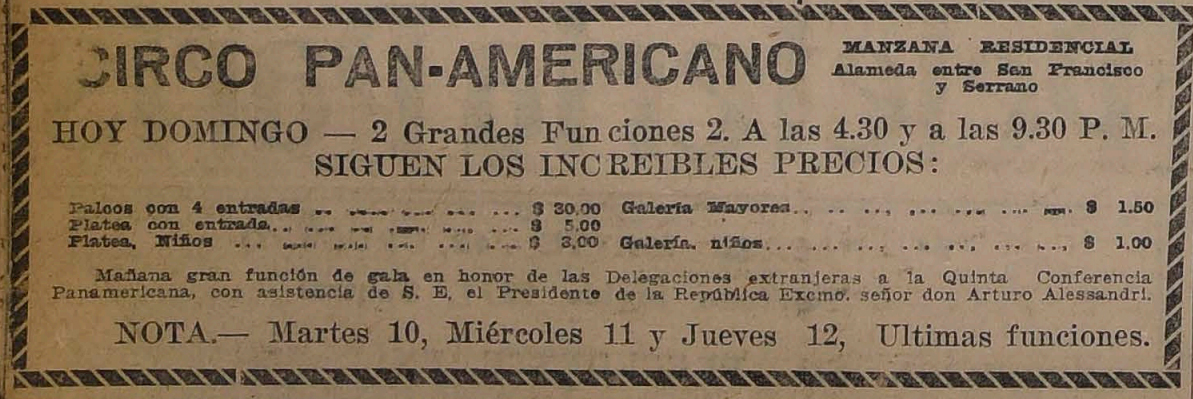 CIRCO PAN-AMERICANO
MANZANA RESIDENCIAL
Alameda entre San Francisco
y Serrano
HOY DOMINGO — 2 Grandes Funciones 2. A las 4.30 y a las 9.30 P. M.
SIGUEN LOS INCREIBLES PRECIOS:
Palcos con 4 entradas ... $ 30.00 Galería Mayores ... $ 1.50
Platea con entrada ... $ 5.00
Platea, Niños ... $ 3.00 Galería, niños ... $ 1.00
Mañana gran función de gala en honor de las Delegaciones extranjeras a la Quinta Conferencia
Panamericana, con asistencia de S. E, el Presidente de la República Excmo. señor don Arturo Alessandri.
NOTA.— Martes 10, Miércoles 11 y Jueves 12, Ultimas funciones.